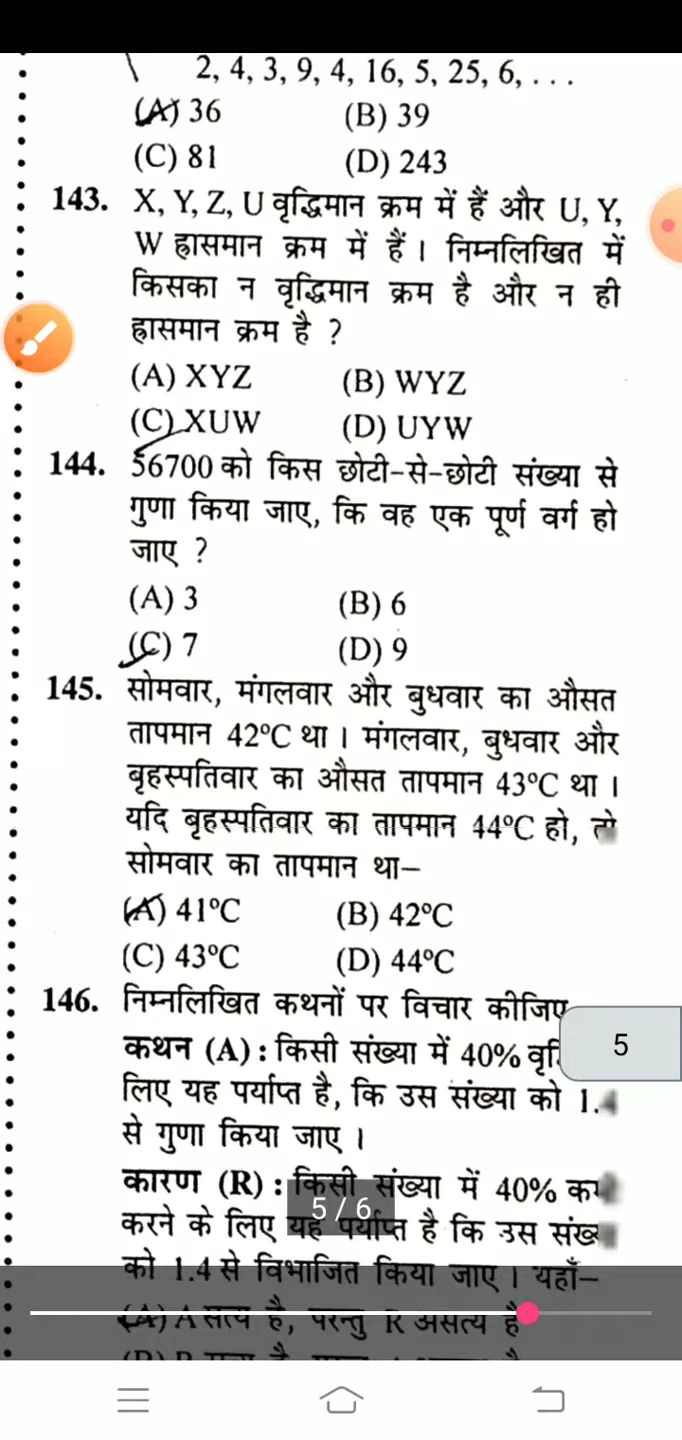 2, 4, 3, 9, 4, 16, 5, 25, 6, . . .
(A) 36 (B) 39
(C) 81 (D) 243
143. X, Y, Z, U वृद्धिमान क्रम में हैं और U, Y,
W ह्रासमान क्रम में हैं। निम्नलिखित में
किसका न वृद्धिमान क्रम है और न ही
ह्रासमान क्रम है ?
(A) XYZ (B) WYZ
(C) XUW (D) UYW
144. 56700 को किस छोटी-से-छोटी संख्या से
गुणा किया जाए, कि वह एक पूर्ण वर्ग हो
जाए ?
(A) 3 (B) 6
(C) 7 (D) 9
145. सोमवार, मंगलवार और बुधवार का औसत
तापमान 42°C था। मंगलवार, बुधवार और
बृहस्पतिवार का औसत तापमान 43°C था।
यदि बृहस्पतिवार का तापमान 44°C हो, तो
सोमवार का तापमान था–
(A) 41°C (B) 42°C
(C) 43°C (D) 44°C
146. निम्नलिखित कथनों पर विचार कीजिए
5
कथन (A) : किसी संख्या में 40%
लिए यह पर्याप्त है, कि उस संख्या को 1.4
से गुणा किया जाए।
कारण (R) : किसी संख्या में 40% कम
5 / 6
करने के लिए यह पर्याप्त है कि उस
को 1.4 से विभाजित किया जाए। यहाँ–
(A) A सत्य है, परन्तु R असत्य है